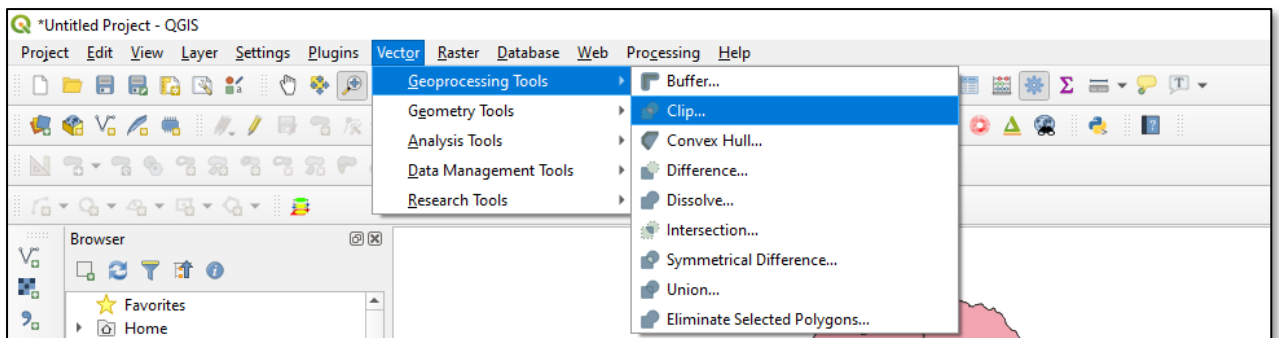 *Untitled Project - QGIS
Project Edit View Layer Settings Plugins Vector Raster Database Web Processing Help
Geoprocessing Tools
Geometry Tools
Analysis Tools
Data Management Tools
Research Tools
Buffer...
Clip...
Convex Hull...
Difference...
Dissolve...
Intersection...
Symmetrical Difference...
Union...
Eliminate Selected Polygons...
Browser
Favorites
Home